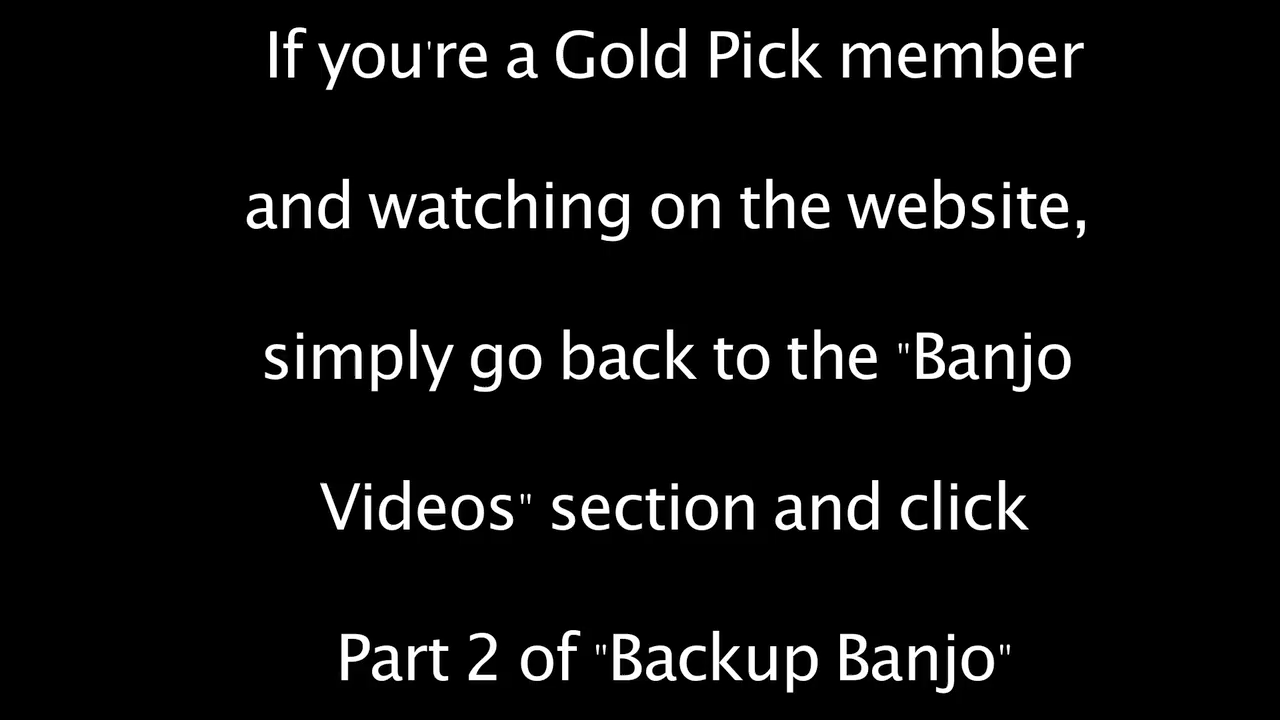 If you're a Gold Pick member
and watching on the website,
simply go back to the "Banjo
Videos" section and click
Part 2 of "Backup Banjo"